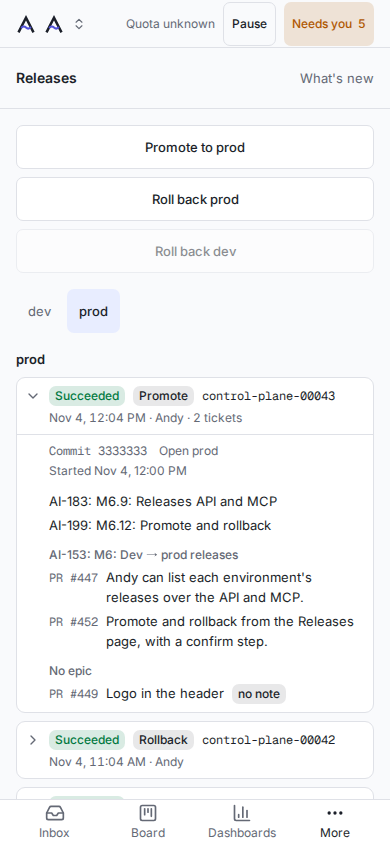 Quota unknown
Pause
Needs you 5
Releases
What's new
Promote to prod
Roll back prod
Roll back dev
dev
prod
prod
Succeeded Promote control-plane-00043
Nov 4, 12:04 PM · Andy · 2 tickets
Commit 3333333 Open prod
Started Nov 4, 12:00 PM
AI-183: M6.9: Releases API and MCP
AI-199: M6.12: Promote and rollback
AI-153: M6: Dev → prod releases
PR #447 Andy can list each environment's
releases over the API and MCP.
PR #452 Promote and rollback from the Releases
page, with a confirm step.
No epic
PR #449 Logo in the header no note
Succeeded Rollback control-plane-00042
Nov 4, 11:04 AM · Andy
Inbox
Board
Dashboards
More